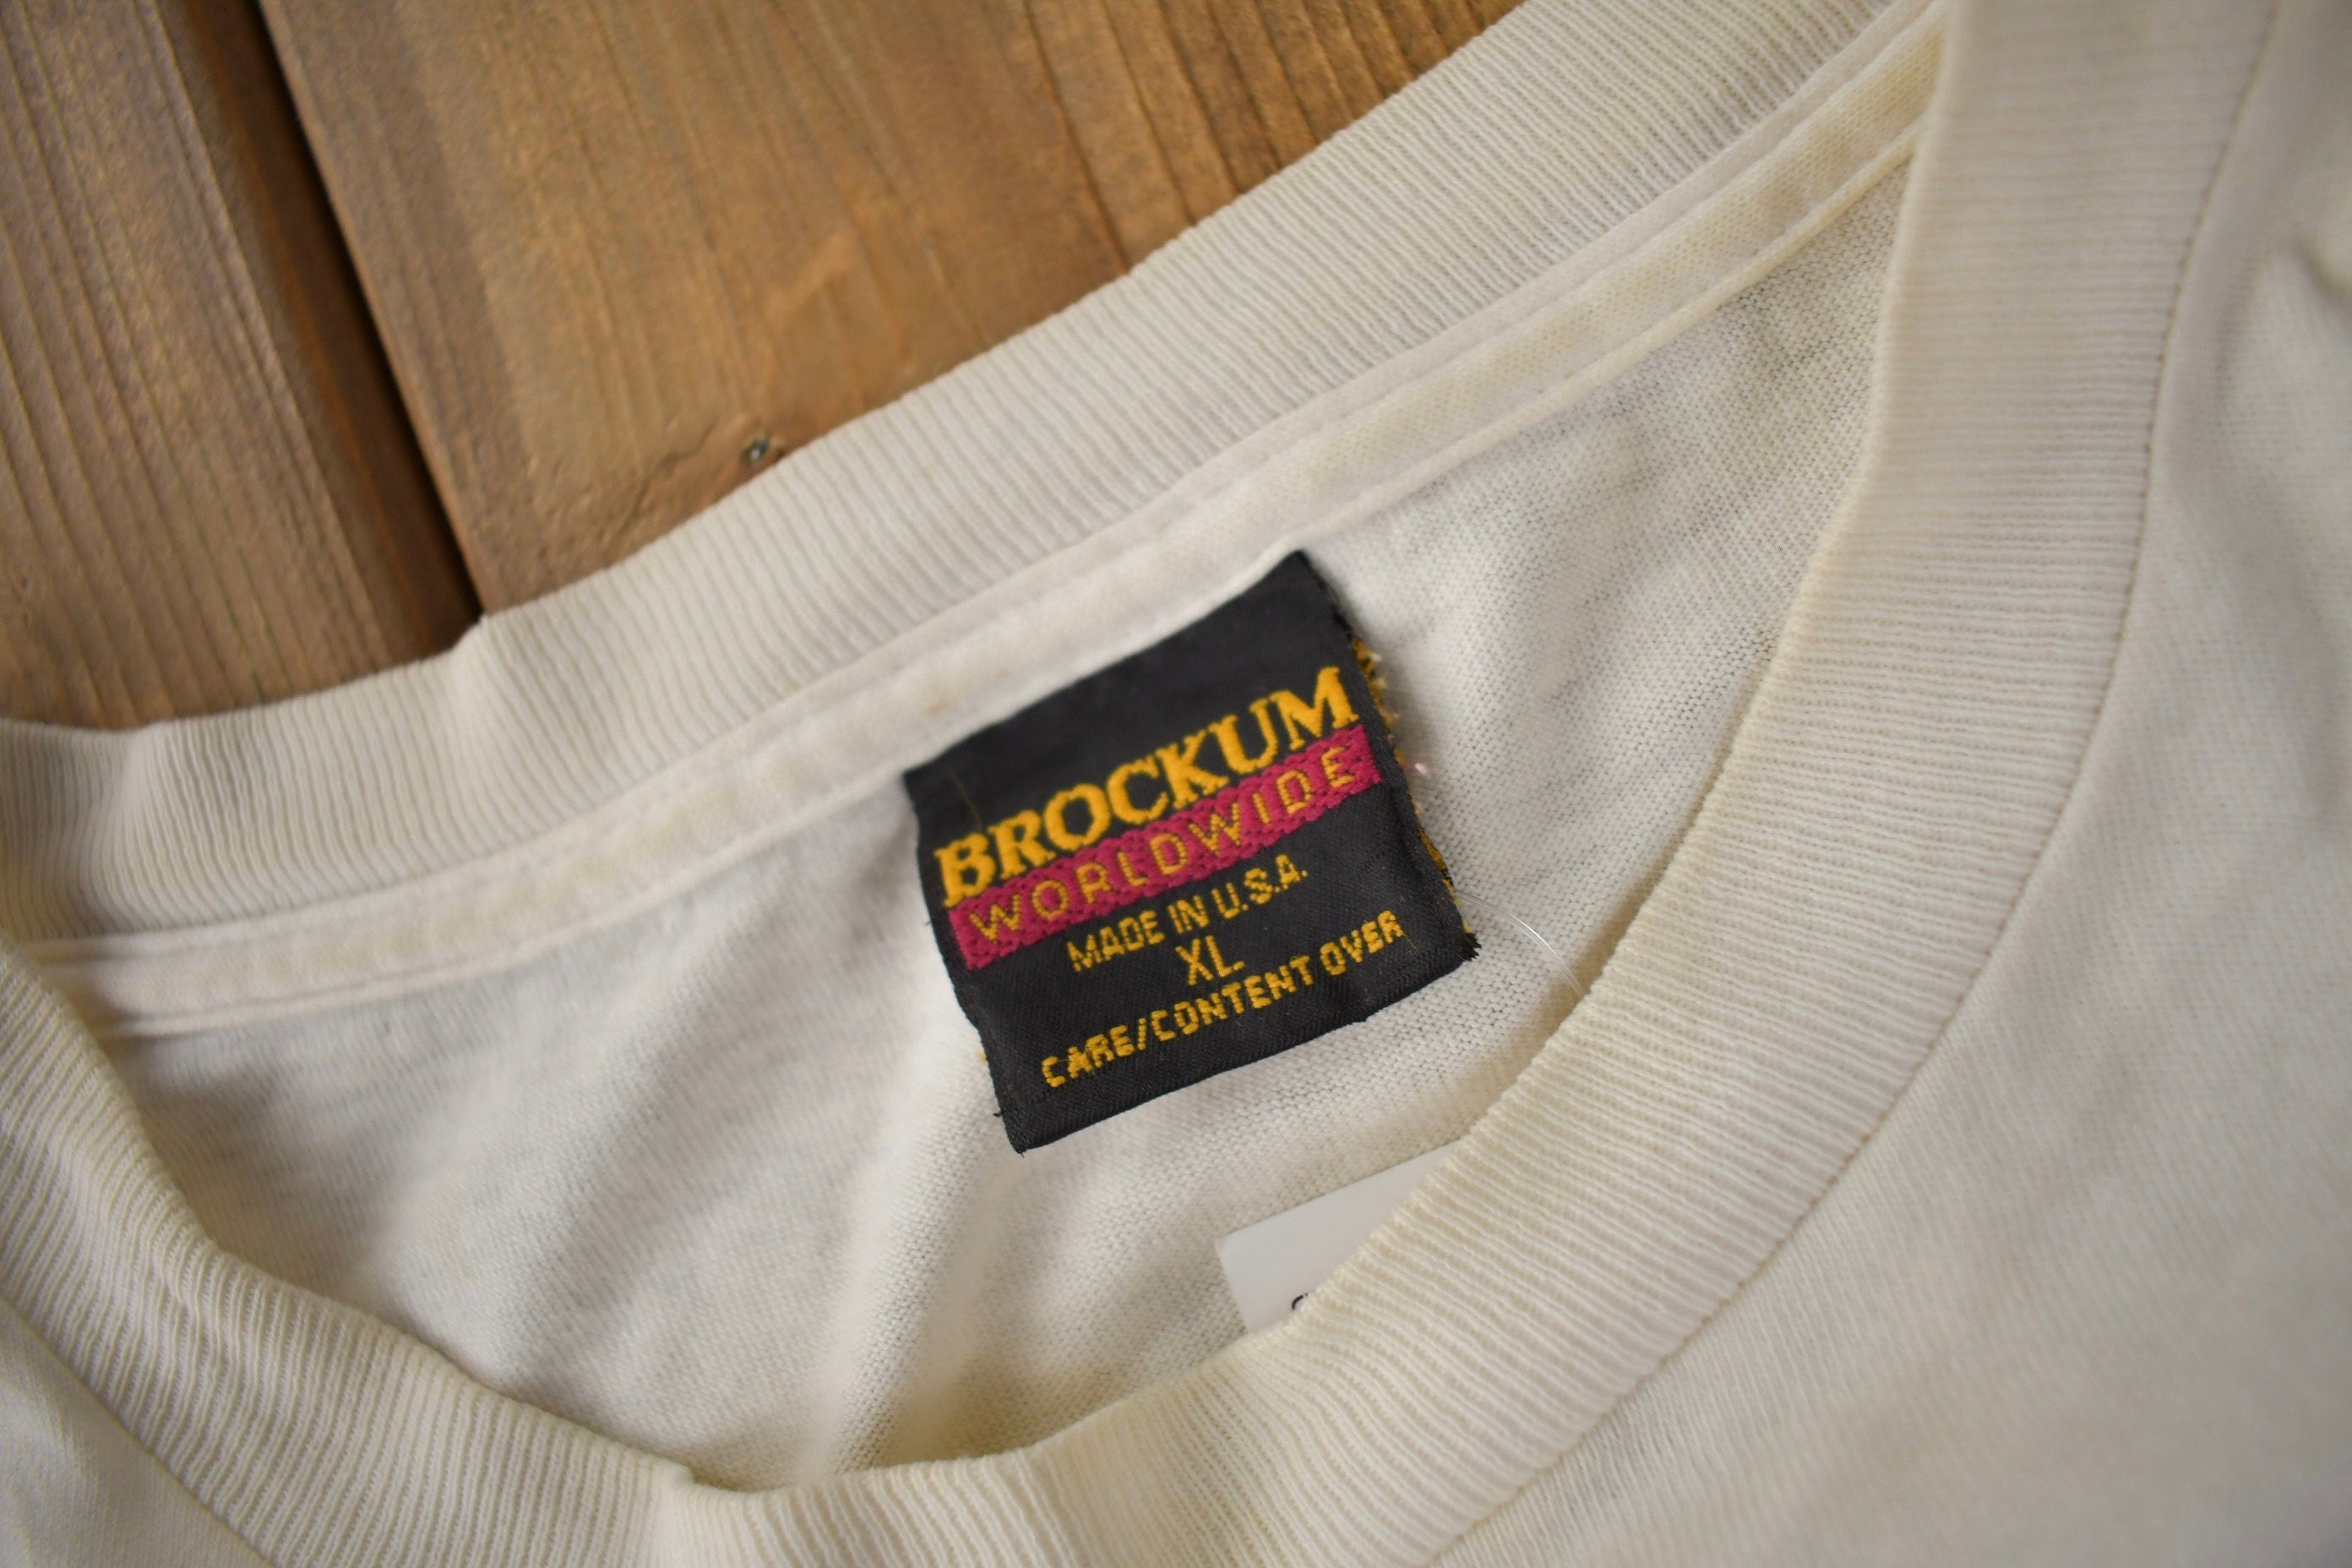 BROCKUM
WORLDWIDE
MADE IN U.S.A.
XL
CARE/CONTENT OVER